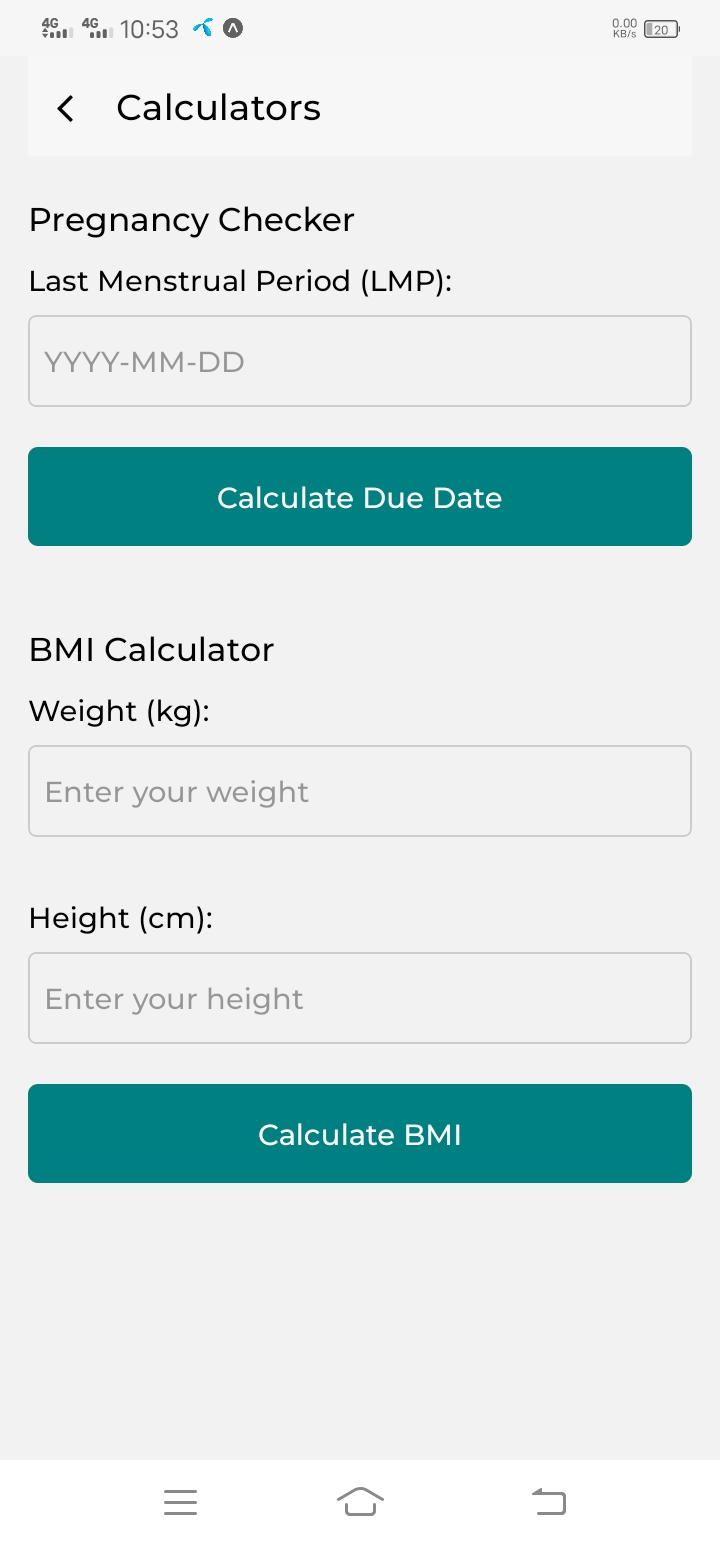 4G 4G 10:53 0.00 KB/s 20
Calculators
Pregnancy Checker
Last Menstrual Period (LMP):
YYYY-MM-DD
Calculate Due Date
BMI Calculator
Weight (kg):
Enter your weight
Height (cm):
Enter your height
Calculate BMI